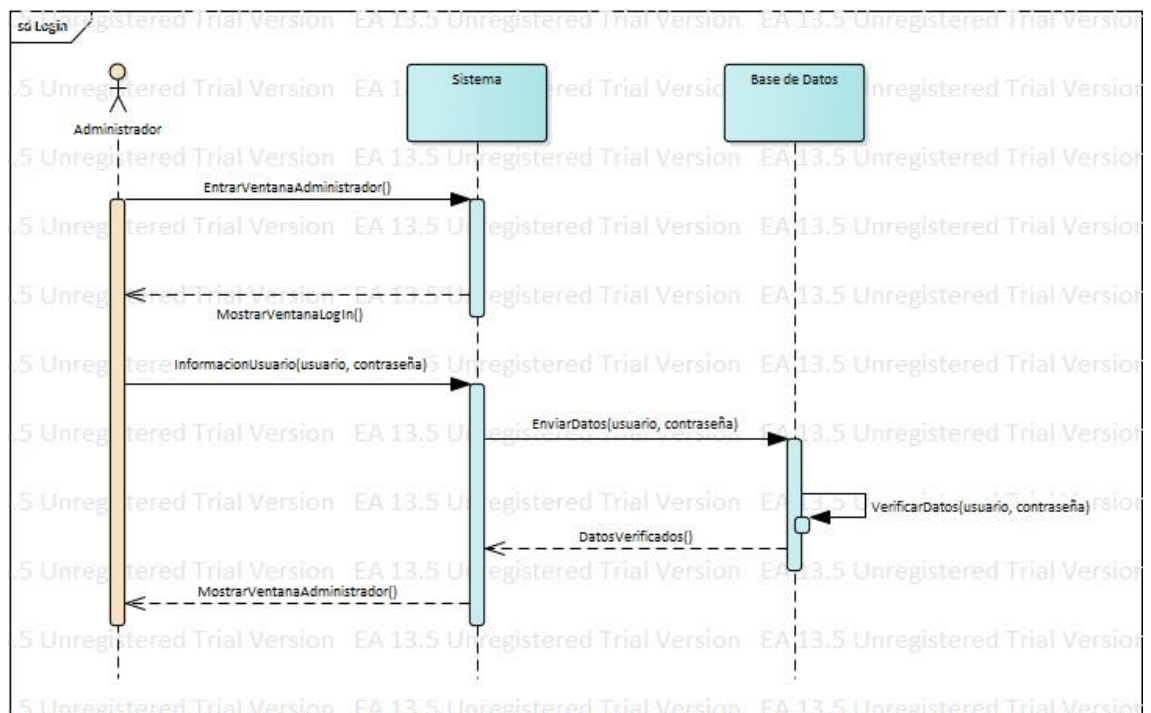 sd Login
Administrador
Sistema
Base de Datos
EntrarVentanaAdministrador()
MostrarVentanaLogIn()
InformacionUsuario(usuario, contraseña)
EnviarDatos(usuario, contraseña)
VerificarDatos(usuario, contraseña)
DatosVerificados()
MostrarVentanaAdministrador()
EA 13.5 Unregistered Trial Version